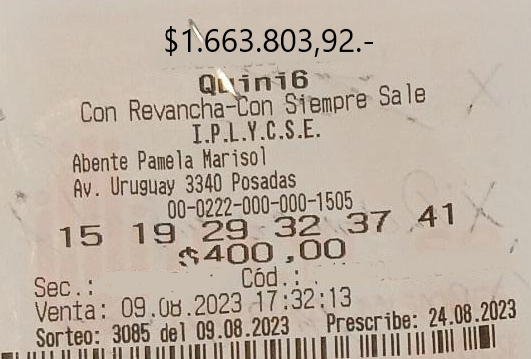 $1.663.803,92.-
Quini6
Con Revancha-Con Siempre Sale
I.P.L.Y.C.S.E.
Abente Pamela Marisol
Av. Uruguay 3340 Posadas
00-0222-000-000-1505
15 19 29 32 37 41
$400,00
Sec.: Cód.:
Venta: 09.08.2023 17:32:13
Sorteo: 3085 del 09.08.2023 Prescribe: 24.08.2023